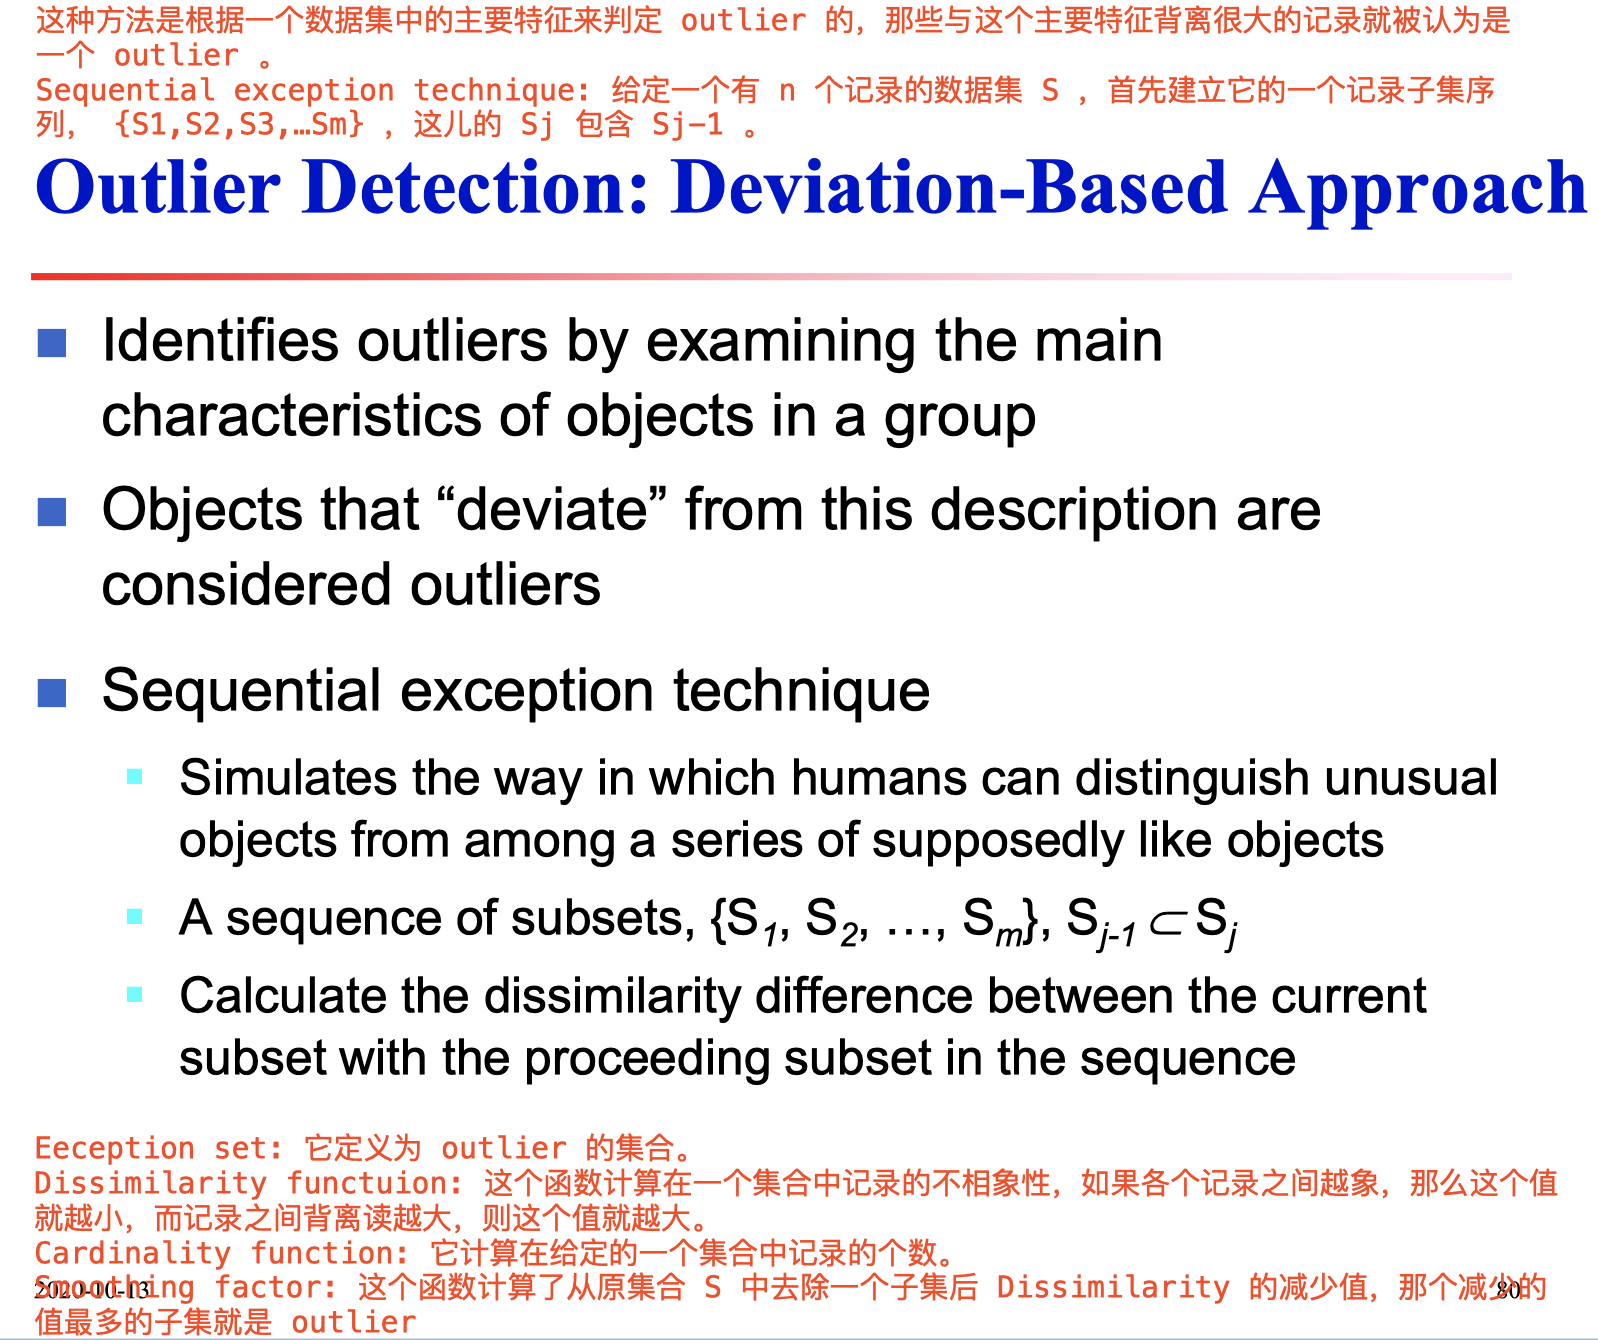 这种方法是根据一个数据集中的主要特征来判定 outlier 的，那些与这个主要特征背离很大的记录就被认为是
一个 outlier 。
Sequential exception technique: 给定一个有 n 个记录的数据集 S ，首先建立它的一个记录子集序
列， {S1,S2,S3,…Sm} ，这儿的 Sj 包含 Sj-1 。
Outlier Detection: Deviation-Based Approach
Identifies outliers by examining the main
characteristics of objects in a group
Objects that “deviate” from this description are
considered outliers
Sequential exception technique
Simulates the way in which humans can distinguish unusual
objects from among a series of supposedly like objects
A sequence of subsets, {S1, S2, …, Sm}, Sj-1 ⊂ Sj
Calculate the dissimilarity difference between the current
subset with the proceeding subset in the sequence
Eeception set: 它定义为 outlier 的集合。
Dissimilarity functuion: 这个函数计算在一个集合中记录的不相象性，如果各个记录之间越象，那么这个值
就越小，而记录之间背离读越大，则这个值就越大。
Cardinality function: 它计算在给定的一个集合中记录的个数。
Smoothing factor: 这个函数计算了从原集合 S 中去除一个子集后 Dissimilarity 的减少值，那个减少的
值最多的子集就是 outlier
2020-10-13
80